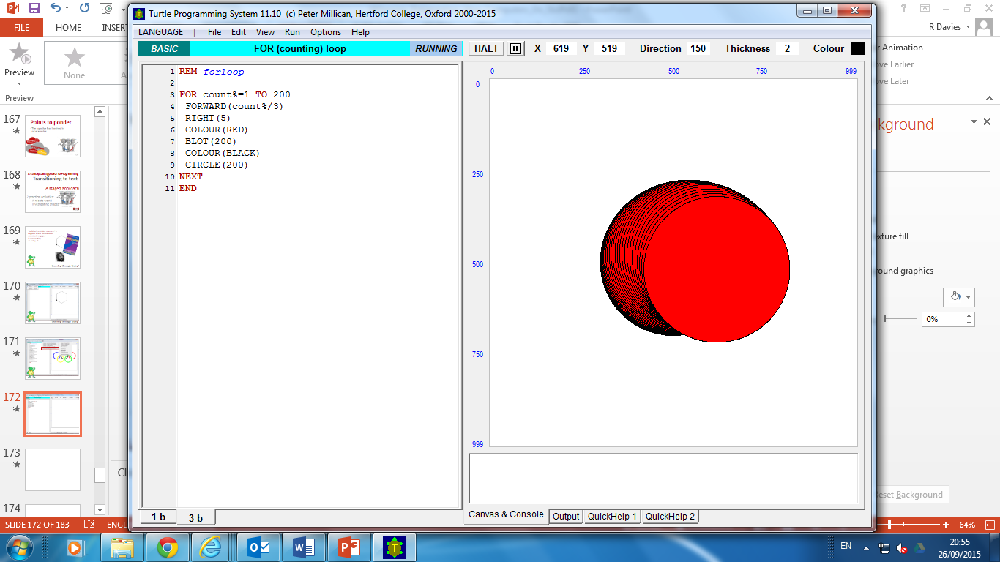 Turtle Programming System 11.10 (c) Peter Millican, Hertford College, Oxford 2000-2015
FILE HOME INSERT
R Davies
LANGUAGE | File Edit View Run Options Help
BASIC FOR (counting) loop RUNNING
HALT X 619 Y 519 Direction 150 Thickness 2 Colour
Preview
None
Preview
r Animation
ove Earlier
ove Later
1 REM forloop
2
3 FOR count%=1 TO 200
4 FORWARD(count%/3)
5 RIGHT(5)
6 COLOUR(RED)
7 BLOT(200)
8 COLOUR(BLACK)
9 CIRCLE(200)
10 NEXT
11 END
0 250 500 750 999
0
250
500
750
999
167
Points to ponder
168
A Conceptual Approach to Programming
Transitioning to text
A staged approach
169
170
171
172
173
174
kground
xture fill
ound graphics
0%
eset Background
Cl
1 b 3 b
Canvas & Console Output QuickHelp 1 QuickHelp 2
SLIDE 172 OF 183 ENGL
64%
EN
20:55
26/09/2015